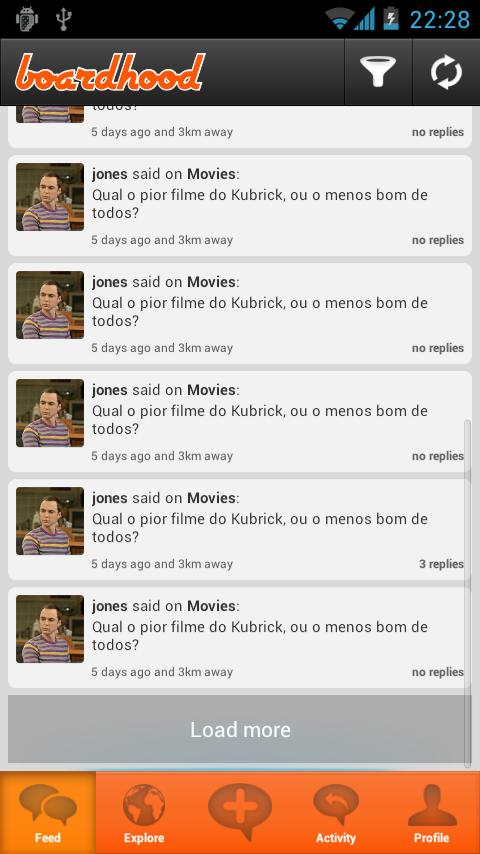 22:28
boardhood
todos?
5 days ago and 3km away no replies
jones said on Movies:
Qual o pior filme do Kubrick, ou o menos bom de
todos?
5 days ago and 3km away no replies
jones said on Movies:
Qual o pior filme do Kubrick, ou o menos bom de
todos?
5 days ago and 3km away no replies
jones said on Movies:
Qual o pior filme do Kubrick, ou o menos bom de
todos?
5 days ago and 3km away no replies
jones said on Movies:
Qual o pior filme do Kubrick, ou o menos bom de
todos?
5 days ago and 3km away 3 replies
jones said on Movies:
Qual o pior filme do Kubrick, ou o menos bom de
todos?
5 days ago and 3km away no replies
Load more
Feed Explore Activity Profile